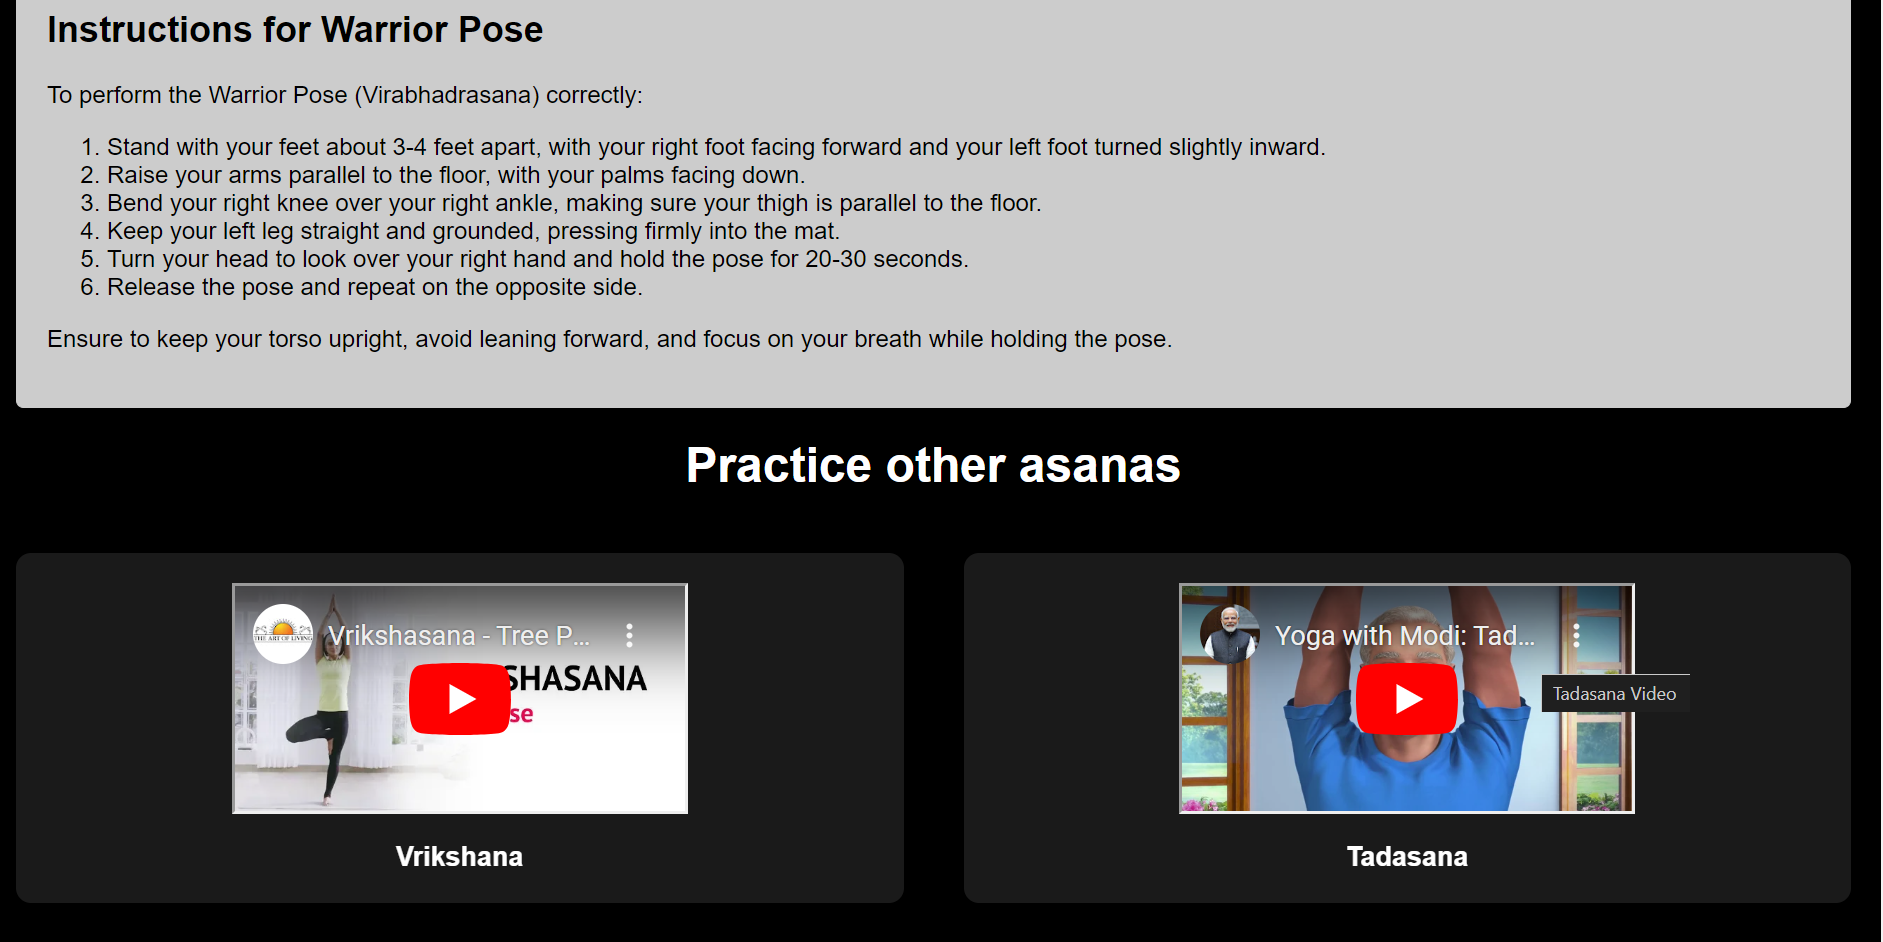 Instructions for Warrior Pose
To perform the Warrior Pose (Virabhadrasana) correctly:
1. Stand with your feet about 3-4 feet apart, with your right foot facing forward and your left foot turned slightly inward.
2. Raise your arms parallel to the floor, with your palms facing down.
3. Bend your right knee over your right ankle, making sure your thigh is parallel to the floor.
4. Keep your left leg straight and grounded, pressing firmly into the mat.
5. Turn your head to look over your right hand and hold the pose for 20-30 seconds.
6. Release the pose and repeat on the opposite side.
Ensure to keep your torso upright, avoid leaning forward, and focus on your breath while holding the pose.
Practice other asanas
THE ART OF LIVING
Vrikshasana - Tree P...
SHASANA
se
Vrikshana
Yoga with Modi: Tad...
Tadasana Video
Tadasana